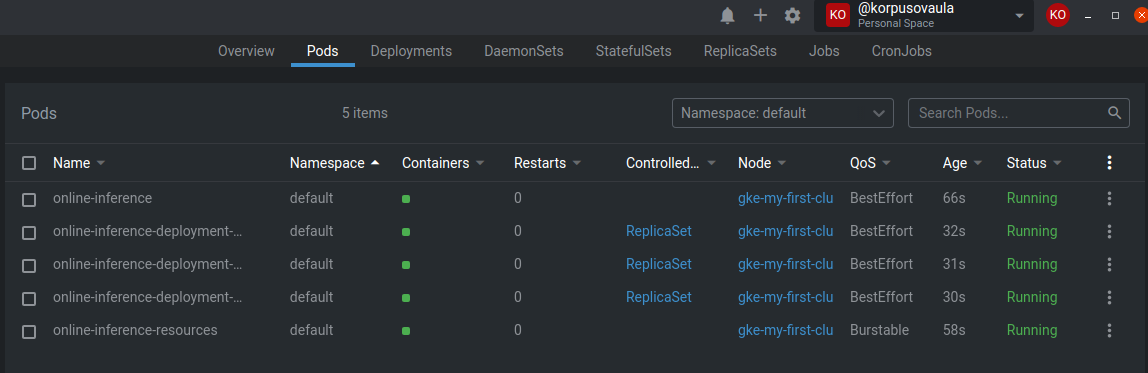 KO @korpusovaula KO
Personal Space
Overview Pods Deployments DaemonSets StatefulSets ReplicaSets Jobs CronJobs
Pods 5 items Namespace: default Search Pods...
Name Namespace Containers Restarts Controlled... Node QoS Age Status
online-inference default 0 gke-my-first-clu BestEffort 66s Running
online-inference-deployment-... default 0 ReplicaSet gke-my-first-clu BestEffort 32s Running
online-inference-deployment-... default 0 ReplicaSet gke-my-first-clu BestEffort 31s Running
online-inference-deployment-... default 0 ReplicaSet gke-my-first-clu BestEffort 30s Running
online-inference-resources default 0 gke-my-first-clu Burstable 58s Running